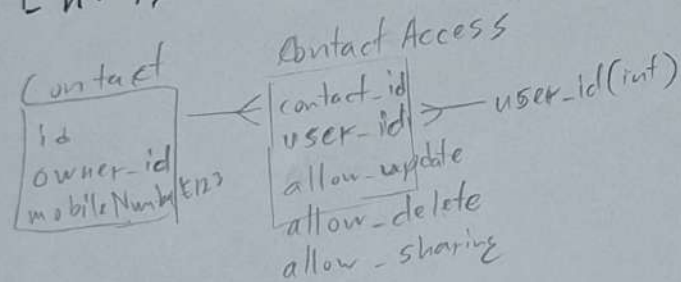 Contact
id
owner_id
mobileNumber
Contact Access
contact_id
user_id
allow_update
allow_delete
allow_sharing
user_id (int)